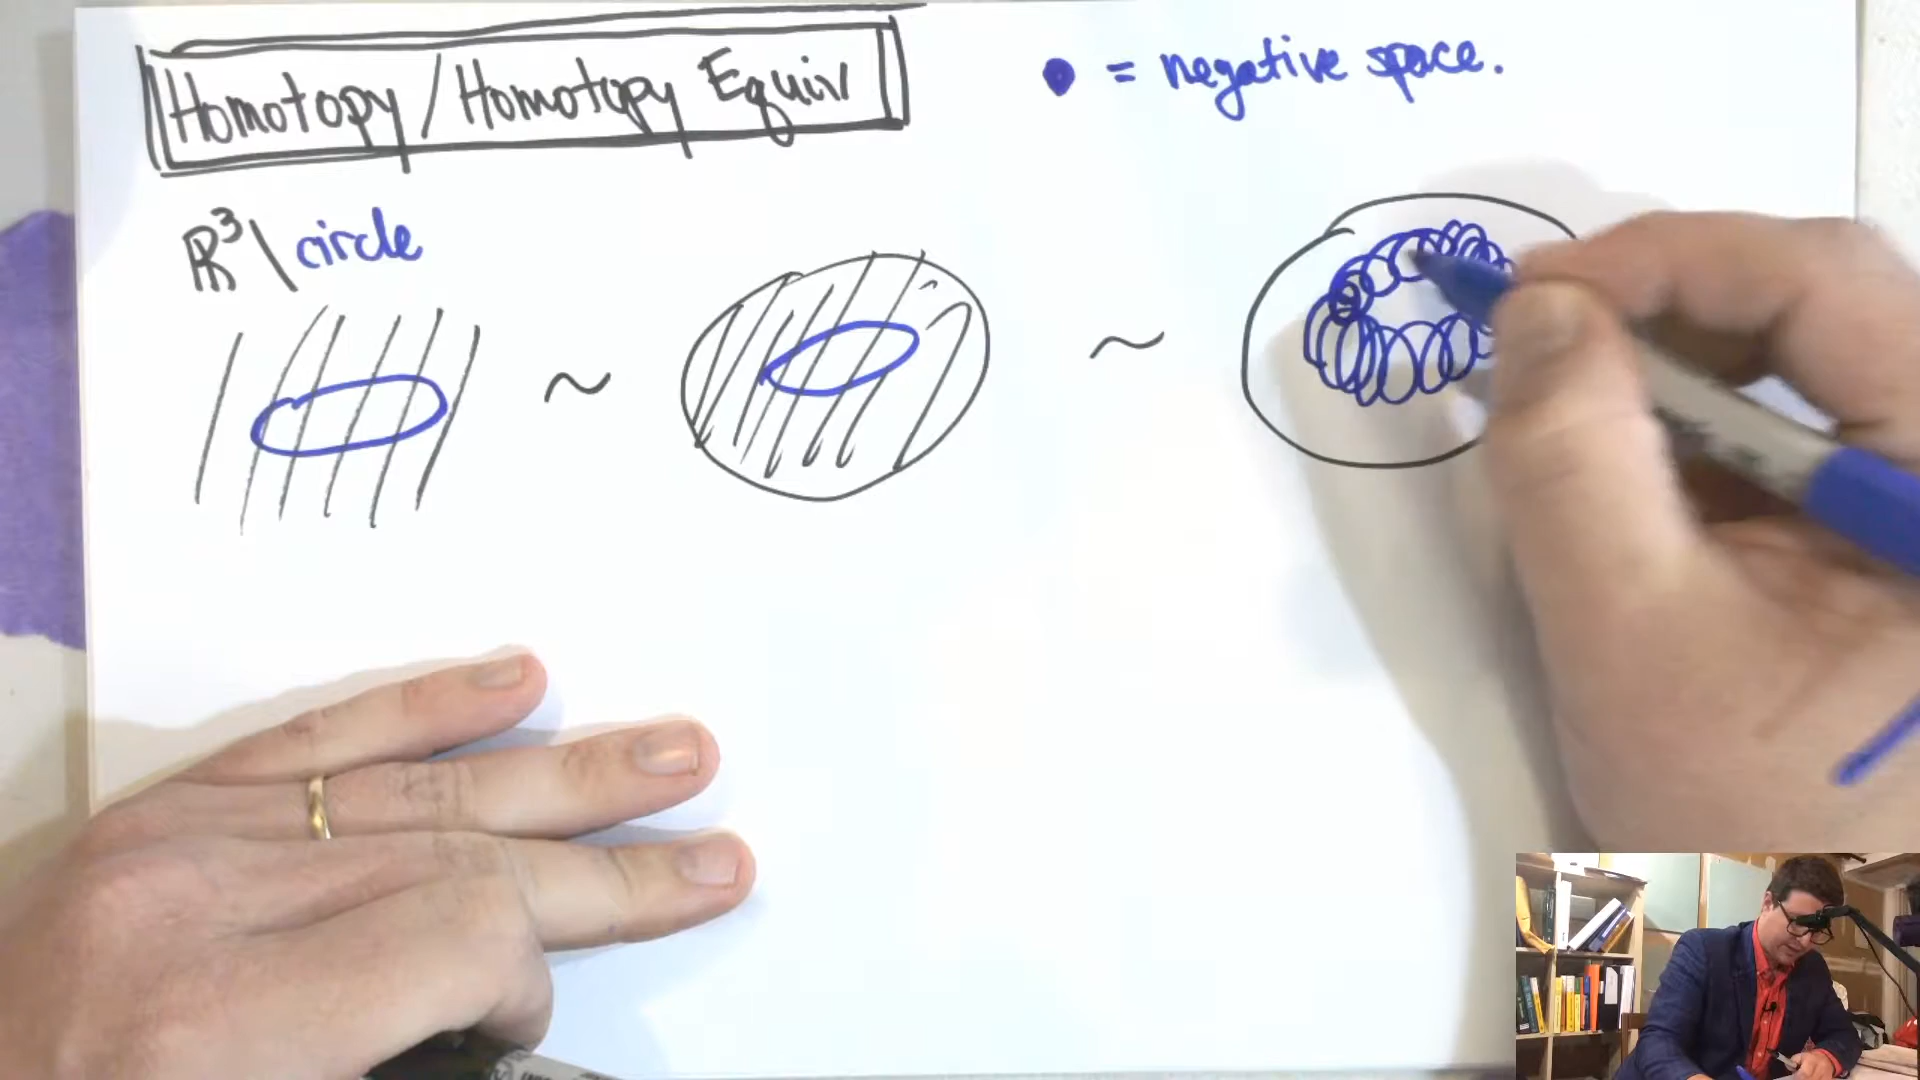 Homotopy/Homotopy Equiv
• = negative space.
R³\circle
~ ~